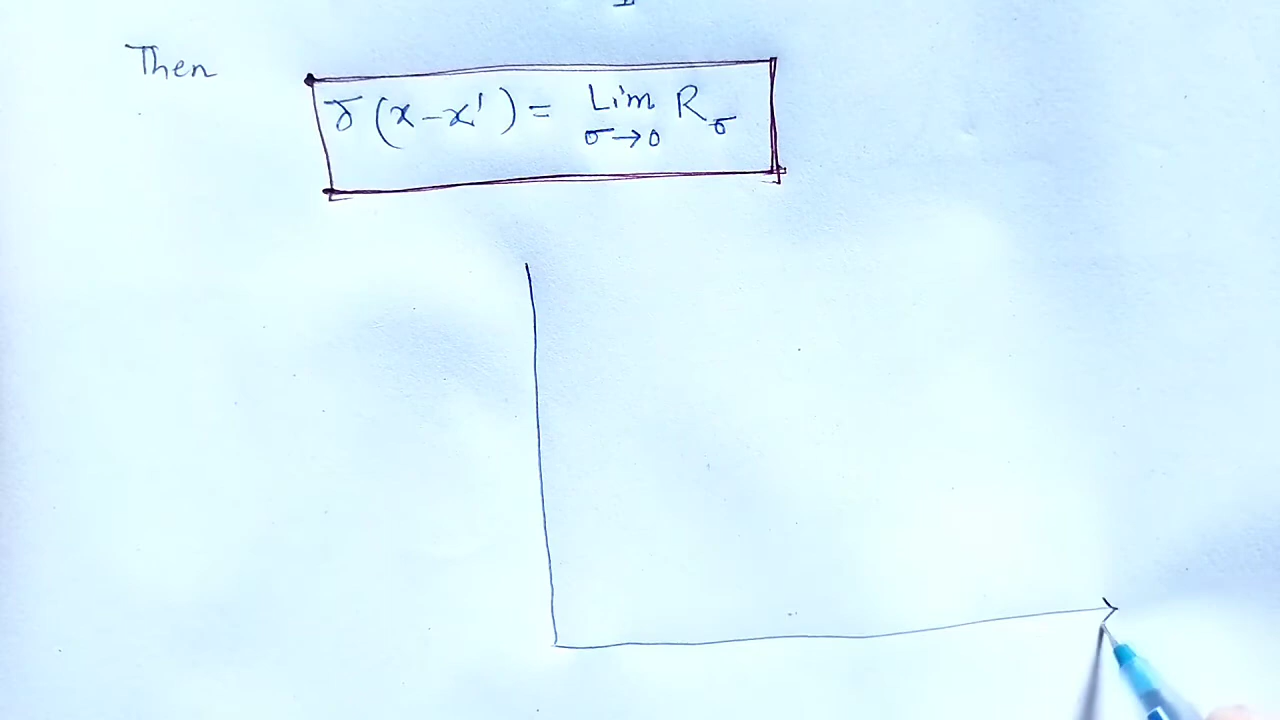 Then
δ(x-x') = Lim R_σ
σ→0